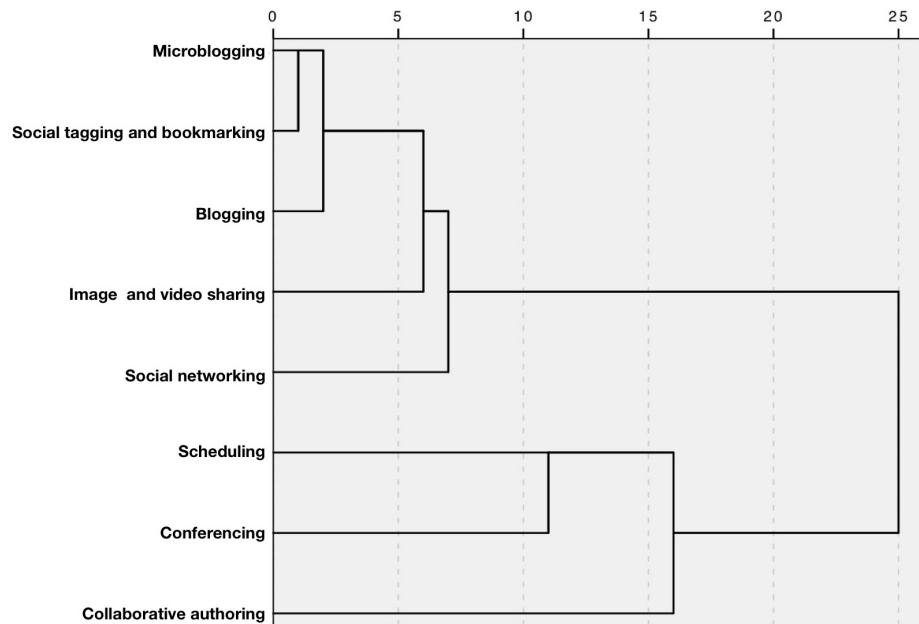 0 5 10 15 20 25
Microblogging
Social tagging and bookmarking
Blogging
Image and video sharing
Social networking
Scheduling
Conferencing
Collaborative authoring